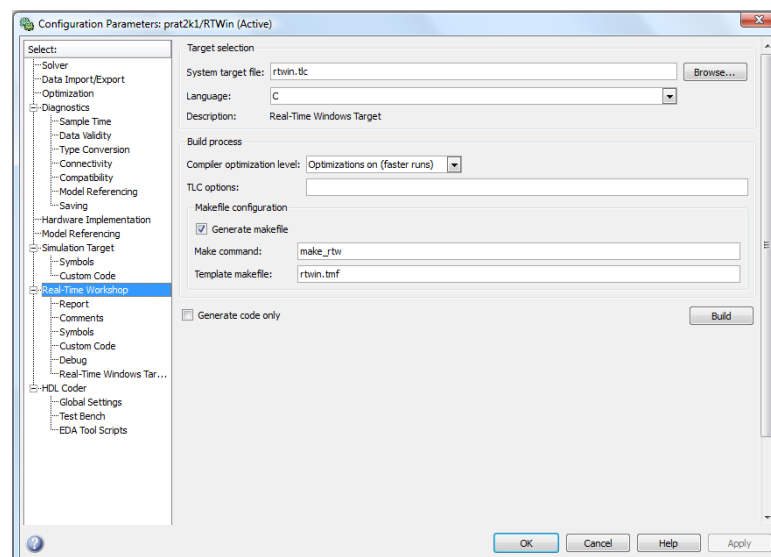 Configuration Parameters: prat2k1/RTWin (Active)
Select:
Solver
Data Import/Export
Optimization
Diagnostics
Sample Time
Data Validity
Type Conversion
Connectivity
Compatibility
Model Referencing
Saving
Hardware Implementation
Model Referencing
Simulation Target
Symbols
Custom Code
Real-Time Workshop
Report
Comments
Symbols
Custom Code
Debug
Real-Time Windows Tar...
HDL Coder
Global Settings
Test Bench
EDA Tool Scripts
Target selection
System target file: rtwin.tlc Browse...
Language: C
Description: Real-Time Windows Target
Build process
Compiler optimization level: Optimizations on (faster runs)
TLC options:
Makefile configuration
Generate makefile
Make command: make_rtw
Template makefile: rtwin.tmf
Generate code only Build
OK Cancel Help Apply